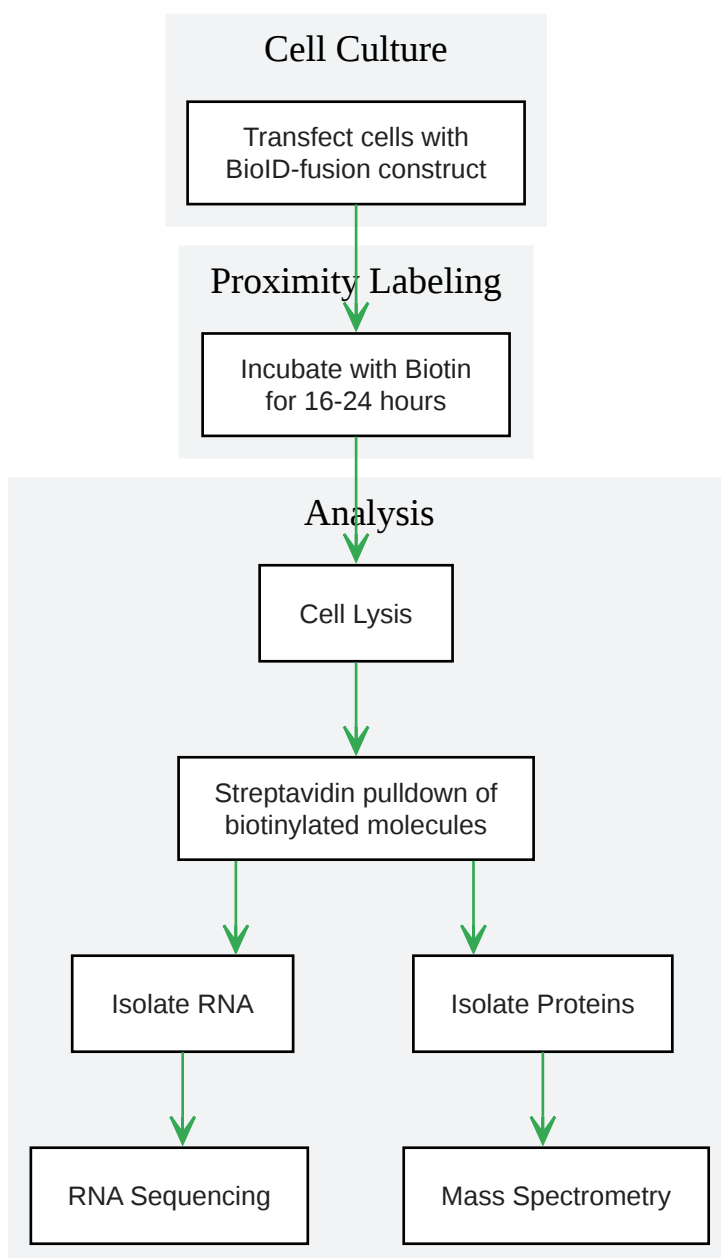 Cell Culture
Transfect cells with
BioID-fusion construct
Proximity Labeling
Incubate with Biotin
for 16-24 hours
Analysis
Cell Lysis
Streptavidin pulldown of
biotinylated molecules
Isolate RNA
Isolate Proteins
RNA Sequencing
Mass Spectrometry